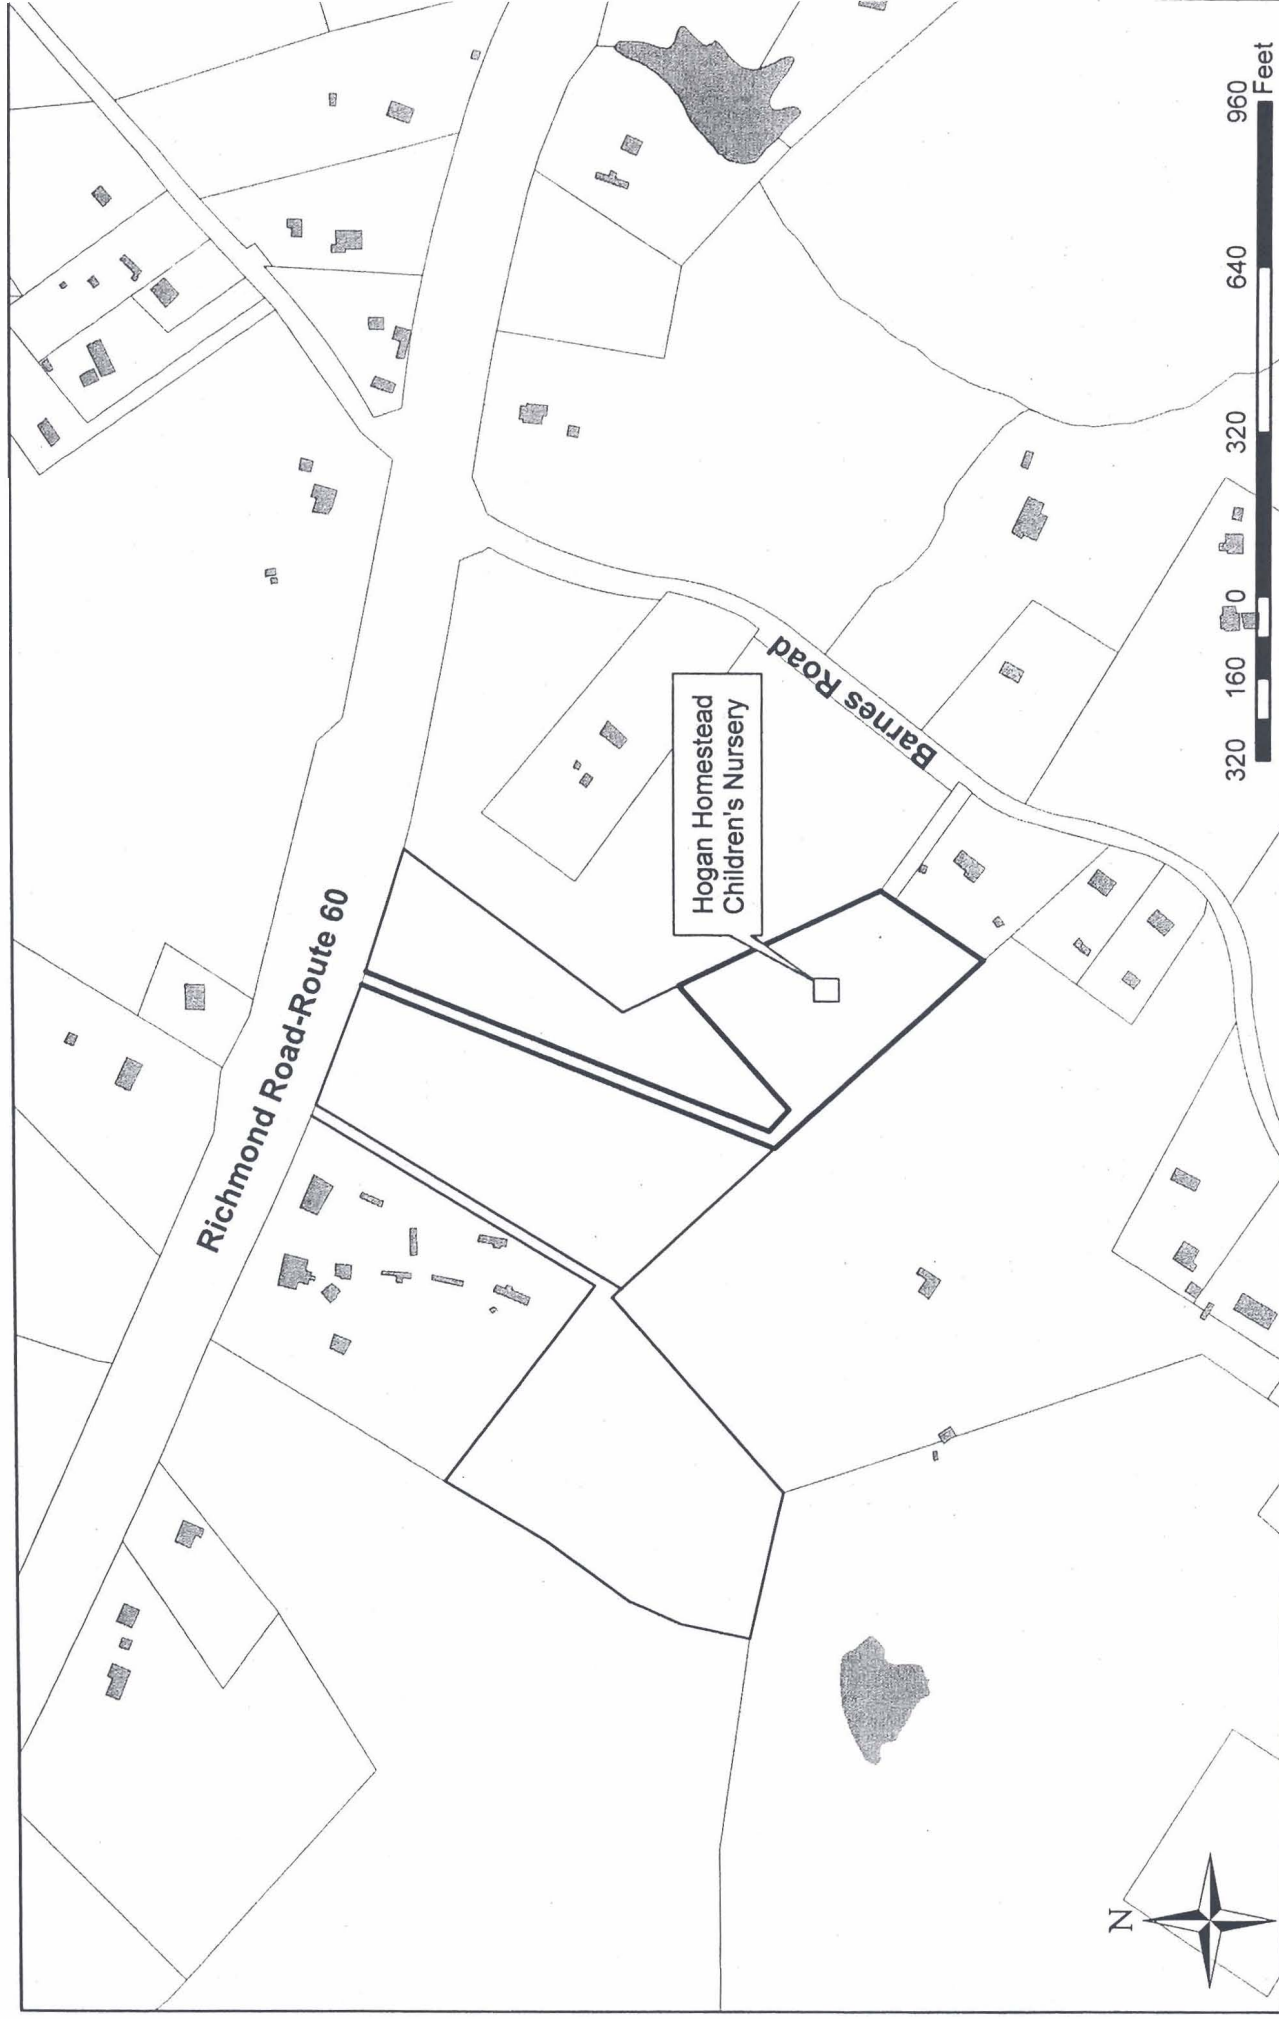 Richmond Road-Route 60
Hogan Homestead
Children's Nursery
Barnes Road
N
320 160 0 320 640 960
Feet